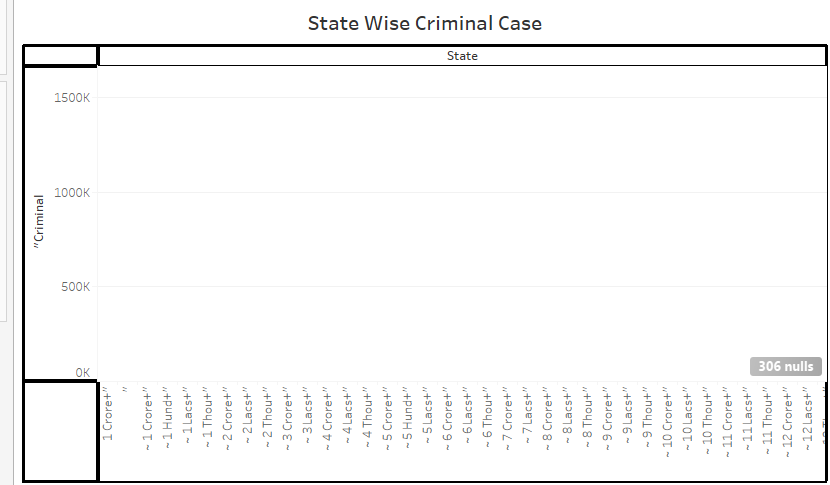 State Wise Criminal Case
State
1500K
1000K
500K
0K
"Criminal
306 nulls
1 Crore+"
"
~ 1 Crore+"
~ 1 Hund+"
~ 1 Lacs+"
~ 1 Thou+"
~ 2 Crore+"
~ 2 Lacs+"
~ 2 Thou+"
~ 3 Crore+"
~ 3 Lacs+"
~ 4 Crore+"
~ 4 Lacs+"
~ 4 Thou+"
~ 5 Crore+"
~ 5 Hund+"
~ 5 Lacs+"
~ 6 Crore+"
~ 6 Lacs+"
~ 6 Thou+"
~ 7 Crore+"
~ 7 Lacs+"
~ 8 Crore+"
~ 8 Lacs+"
~ 8 Thou+"
~ 9 Crore+"
~ 9 Lacs+"
~ 9 Thou+"
~ 10 Crore+"
~ 10 Lacs+"
~ 10 Thou+"
~ 11 Crore+"
~ 11 Lacs+"
~ 11 Thou+"
~ 12 Crore+"
~ 12 Lacs+"